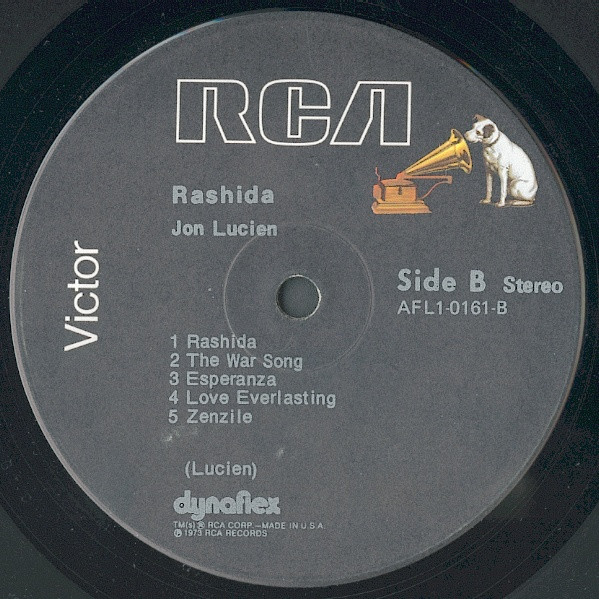 RCA
Rashida
Jon Lucien
Victor
Side B Stereo
AFL1-0161-B
1 Rashida
2 The War Song
3 Esperanza
4 Love Everlasting
5 Zenzile
(Lucien)
dynaflex
TM(s) ® RCA CORP.—MADE IN U.S.A.
℗ 1973 RCA RECORDS